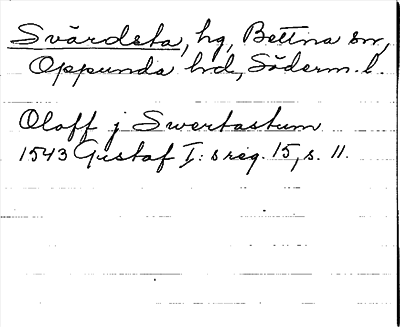 Svärdsta, hg, Bettna sn,
Oppunda hd, Söderm. l.
Oloff j Swertastum
1543 Gustaf I:s reg. 15, s. 11.